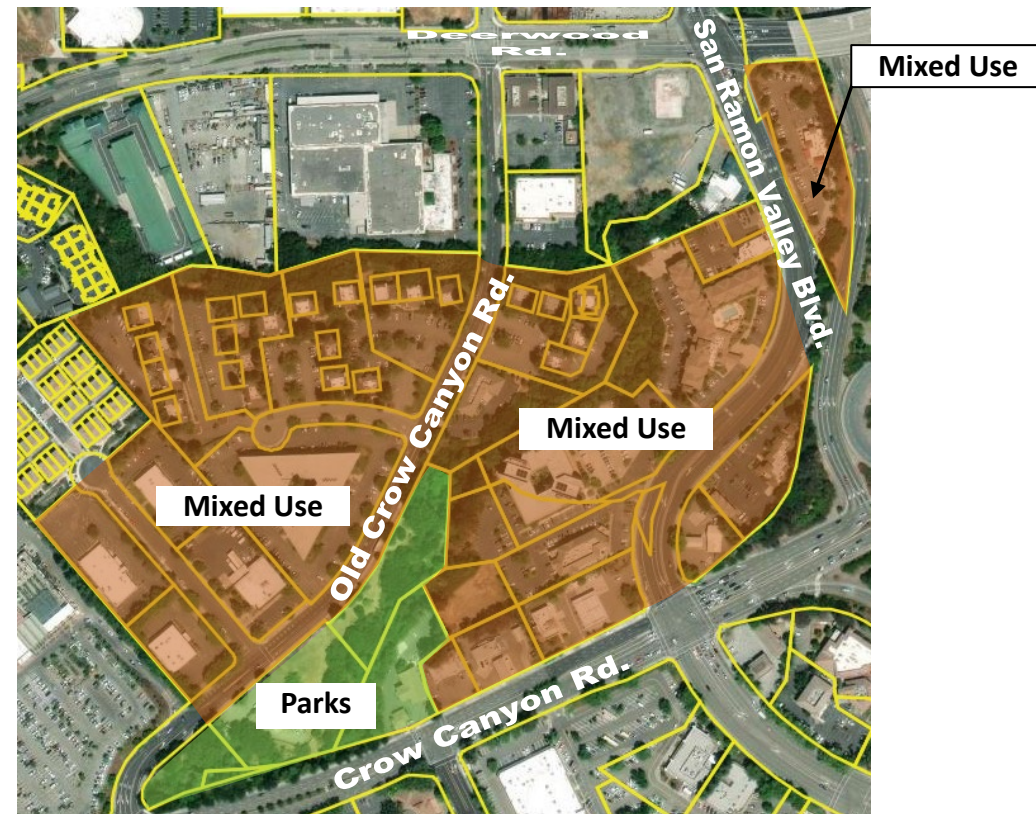 Deerwood
Rd.
San Ramon Valley Blvd.
Mixed Use
Old Crow Canyon Rd.
Mixed Use
Mixed Use
Parks
Crow Canyon Rd.